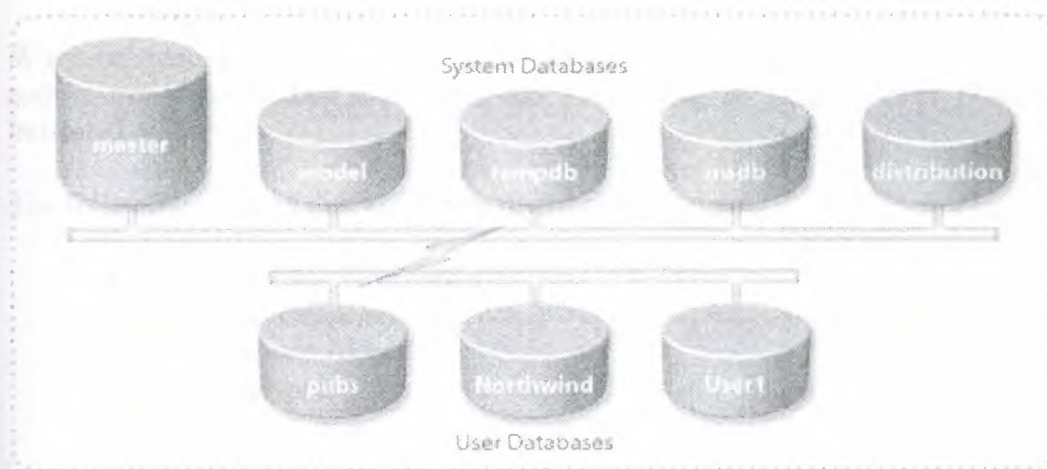 System Databases
master
model
tempdb
msdb
distribution
pubs
Northwind
User1
User Databases